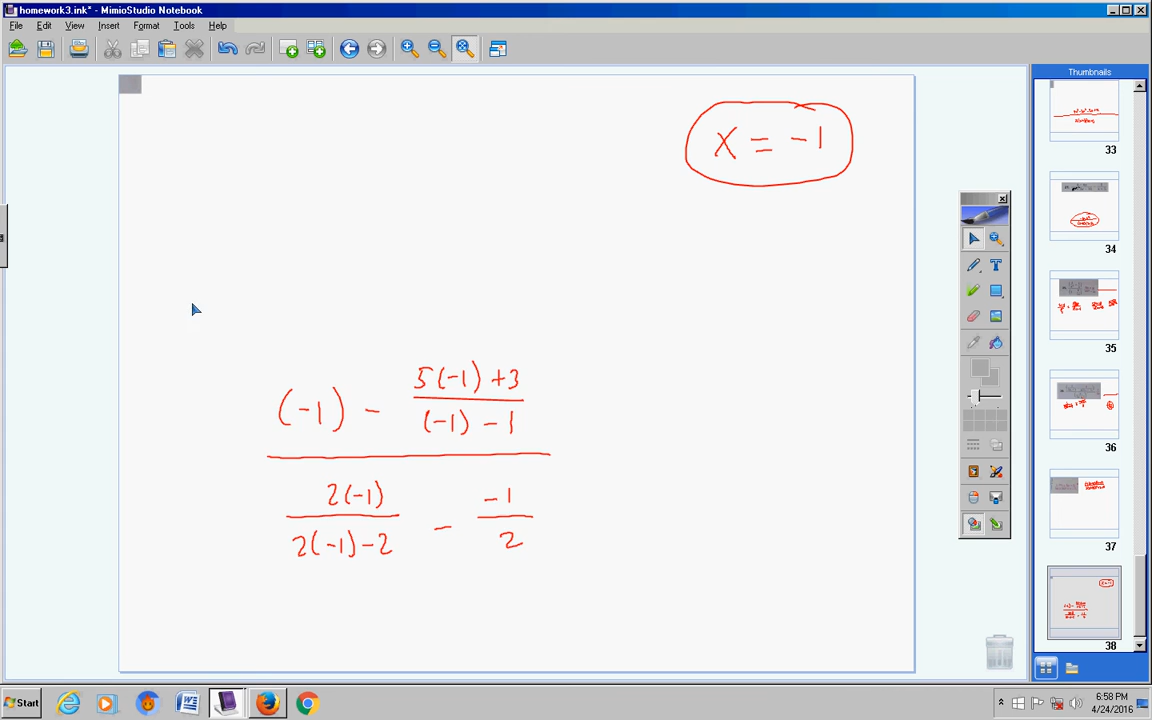 homework3.ink* - MimioStudio Notebook
File Edit View Insert Format Tools Help
Thumbnails
x = -1
5(-1) +3
(-1) -
(-1) - 1
2(-1)
2(-1) - 2
-
-1
2
T
33
34
35
36
37
38
Start
W
6:58 PM
4/24/2016